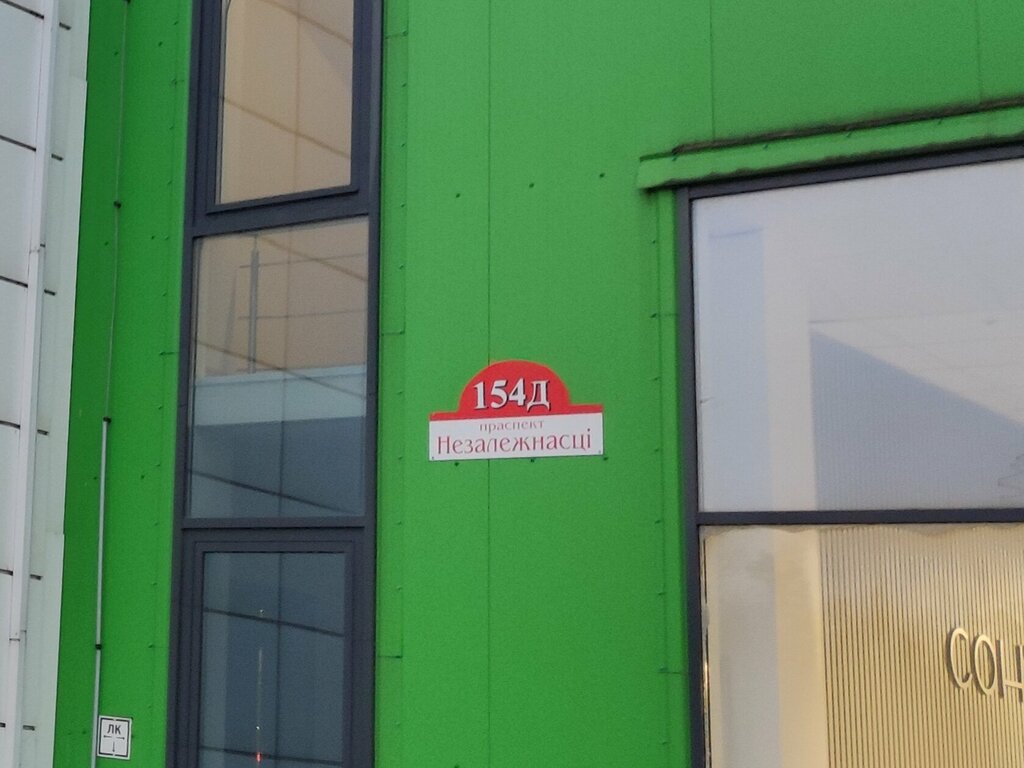 154Д
праспект
Незалежнасці
ЛК